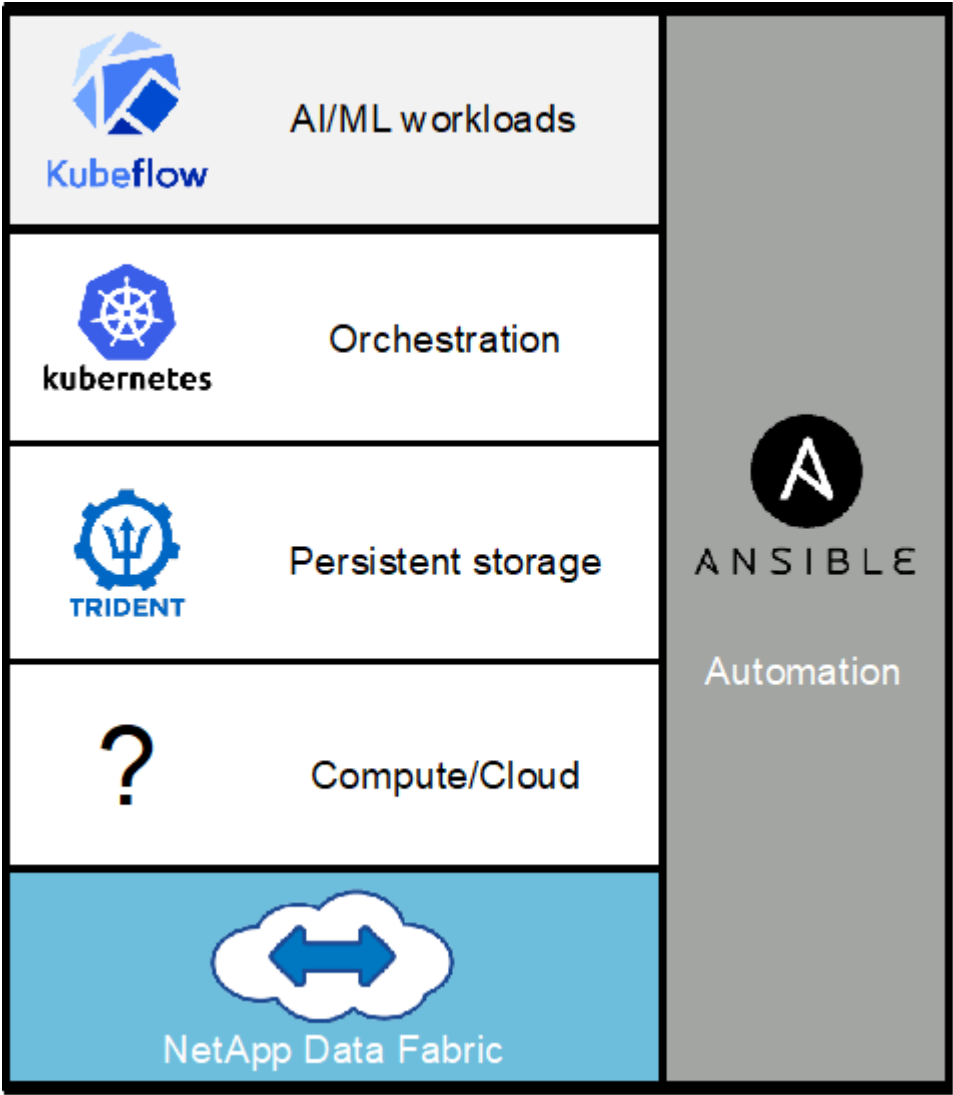 Kubeflow
AI/ML workloads
kubernetes
Orchestration
TRIDENT
Persistent storage
?
Compute/Cloud
NetApp Data Fabric
ANSIBLE
Automation